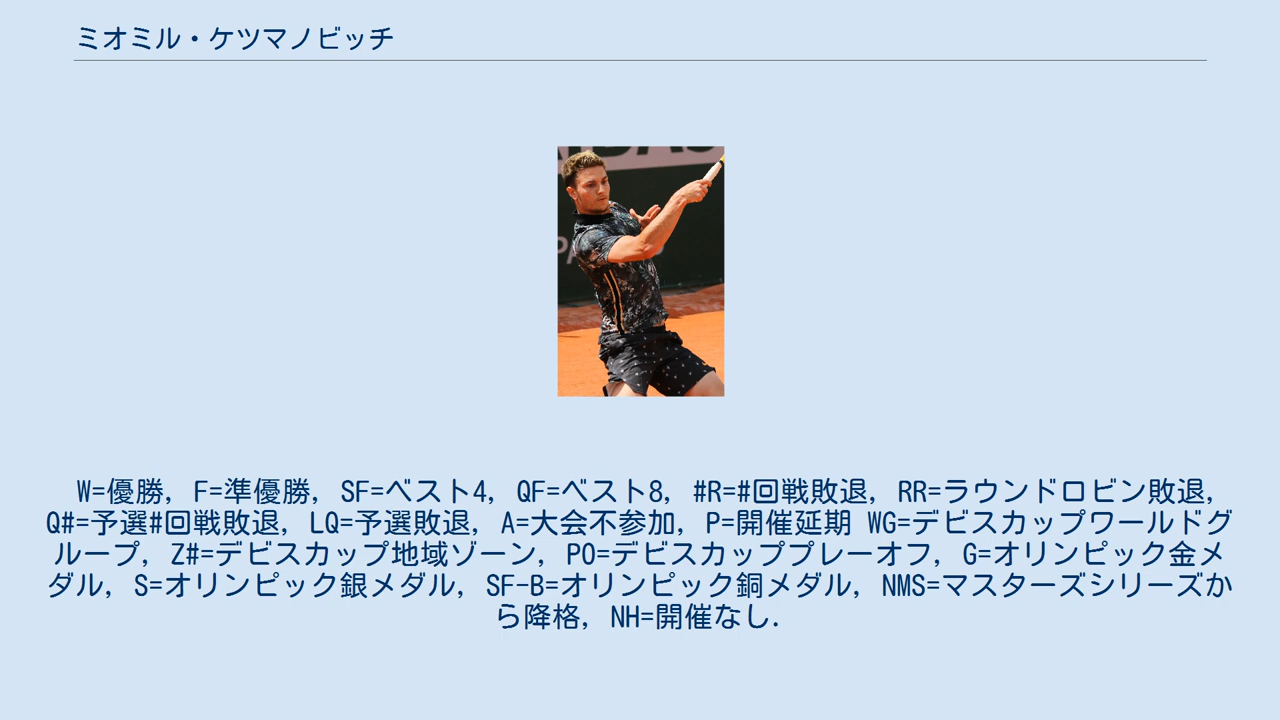 ミオミル・ケツマノビッチ
W=優勝, F=準優勝, SF=ベスト4, QF=ベスト8, #R=#回戦敗退, RR=ラウンドロビン敗退,
Q#=予選#回戦敗退, LQ=予選敗退, A=大会不参加, P=開催延期 WG=デビスカップワールドグ
ループ, Z#=デビスカップ地域ゾーン, PO=デビスカッププレーオフ, G=オリンピック金メ
ダル, S=オリンピック銀メダル, SF-B=オリンピック銅メダル, NMS=マスターズシリーズか
ら降格, NH=開催なし.